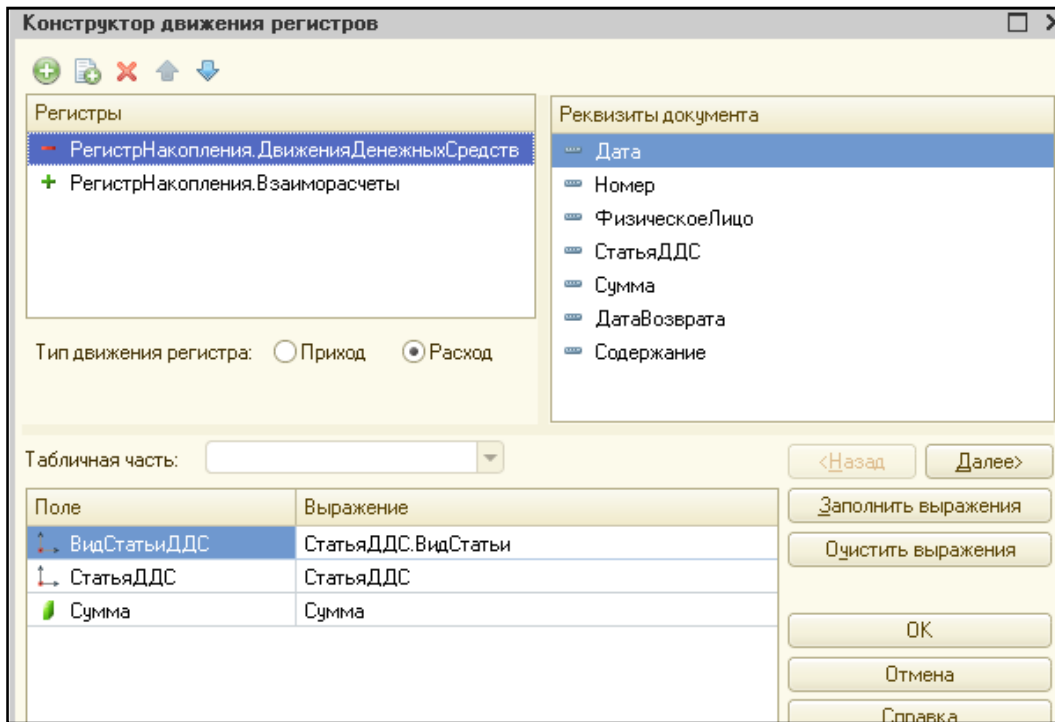 Конструктор движения регистров
Регистры
РегистрНакопления.ДвиженияДенежныхСредств
РегистрНакопления.Взаиморасчеты
Тип движения регистра: Приход Расход
Реквизиты документа
Дата
Номер
ФизическоеЛицо
СтатьяДДС
Сумма
ДатаВозврата
Содержание
Табличная часть:
<Назад Далее>
Поле Выражение
ВидСтатьиДДС СтатьяДДС.ВидСтатьи
СтатьяДДС СтатьяДДС
Сумма Сумма
Заполнить выражения
Очистить выражения
OK
Отмена
Справка